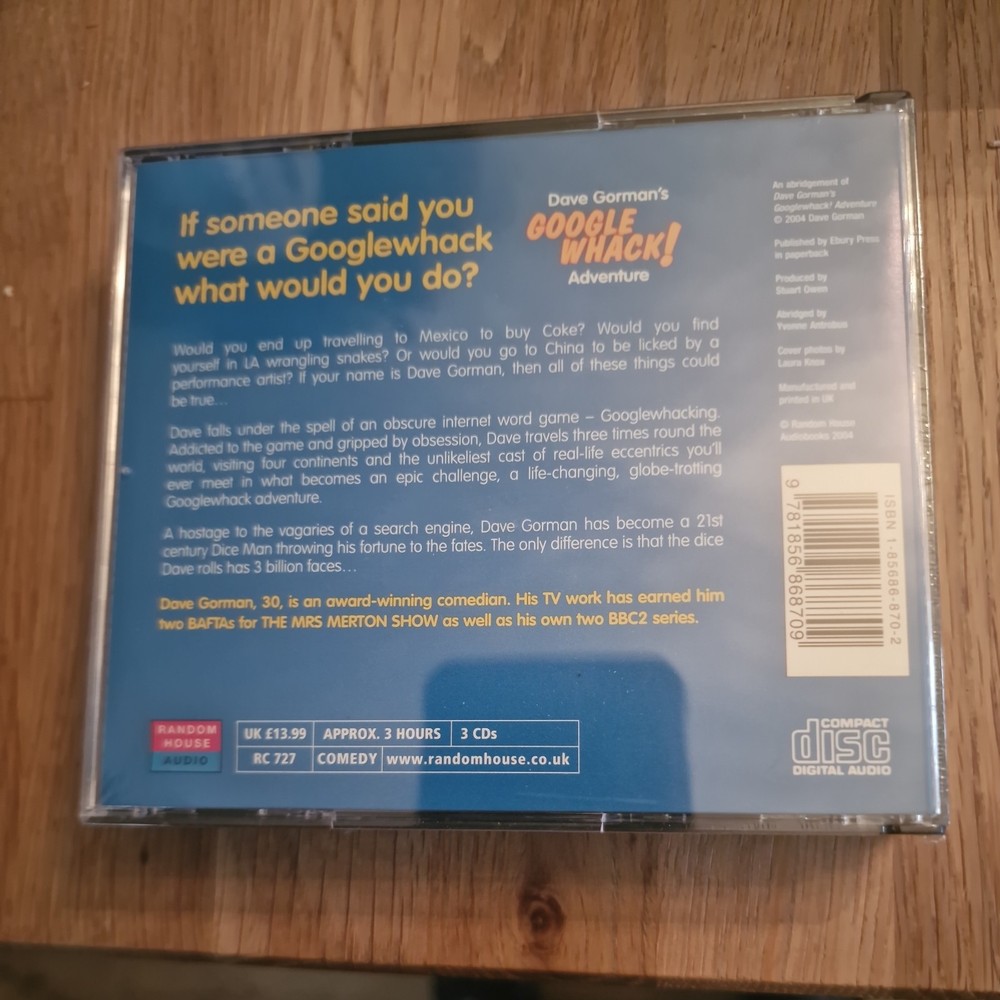 If someone said you
were a Googlewhack
what would you do?
Dave Gorman's
GOOGLE
WHACK!
Adventure
Would you end up travelling to Mexico to buy Coke? Would you find
yourself in LA wrangling snakes? Or would you go to China to be licked by a
performance artist? If your name is Dave Gorman, then all of these things could
be true...
Dave falls under the spell of an obscure internet word game – Googlewhacking.
Addicted to the game and gripped by obsession, Dave travels three times round the
world, visiting four continents and the unlikeliest cast of real-life eccentrics you'll
ever meet in what becomes an epic challenge, a life-changing, globe-trotting
Googlewhack adventure.
A hostage to the vagaries of a search engine, Dave Gorman has become a 21st
century Dice Man throwing his fortune to the fates. The only difference is that the dice
Dave rolls has 3 billion faces...
Dave Gorman, 30, is an award-winning comedian. His TV work has earned him
two BAFTAs for THE MRS MERTON SHOW as well as his own two BBC2 series.
An abridgement of
Dave Gorman's
Googlewhack! Adventure
© 2004 Dave Gorman
Published by Ebury Press
in paperback
Produced by
Stuart Owen
Abridged by
Yvonne Antrobus
Cover photos by
Laura Knox
Manufactured and
printed in UK
© Random House
Audiobooks 2004
ISBN 1-85686-870-2
9 781856 868709
RANDOM
HOUSE
AUDIO
UK £13.99 APPROX. 3 HOURS 3 CDs
RC 727 COMEDY www.randomhouse.co.uk
COMPACT
disc
DIGITAL AUDIO